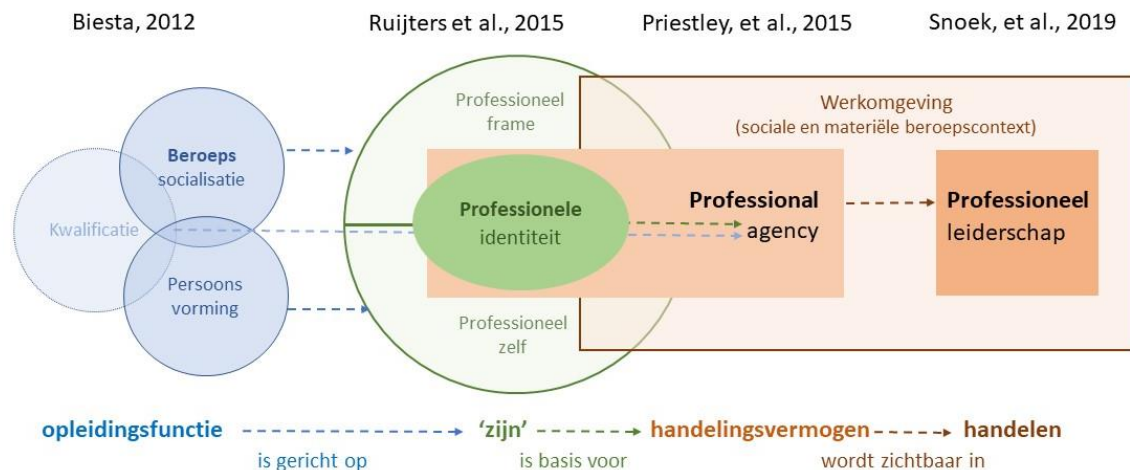 Biesta, 2012
Ruijters et al., 2015
Priestley, et al., 2015
Snoek, et al., 2019
Beroeps
socialisatie
Kwalificatie
Persoons
vorming
Professioneel
frame
Professionele
identiteit
Professioneel
zelf
Werkomgeving
(sociale en materiële beroepscontext)
Professional
agency
Professioneel
leiderschap
opleidingsfunctie
'zijn'
handelingsvermogen
handelen
is gericht op
is basis voor
wordt zichtbaar in